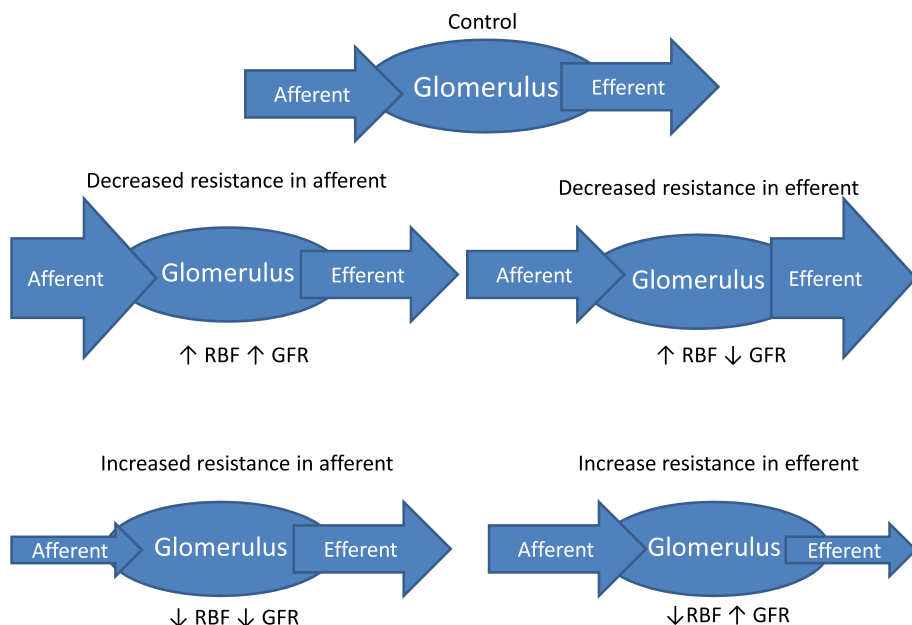 Control
Afferent
Glomerulus
Efferent
Decreased resistance in afferent
Afferent
Glomerulus
Efferent
↑ RBF ↑ GFR
Decreased resistance in efferent
Afferent
Glomerulus
Efferent
↑ RBF ↓ GFR
Increased resistance in afferent
Afferent
Glomerulus
Efferent
↓ RBF ↓ GFR
Increase resistance in efferent
Afferent
Glomerulus
Efferent
↓RBF ↑ GFR